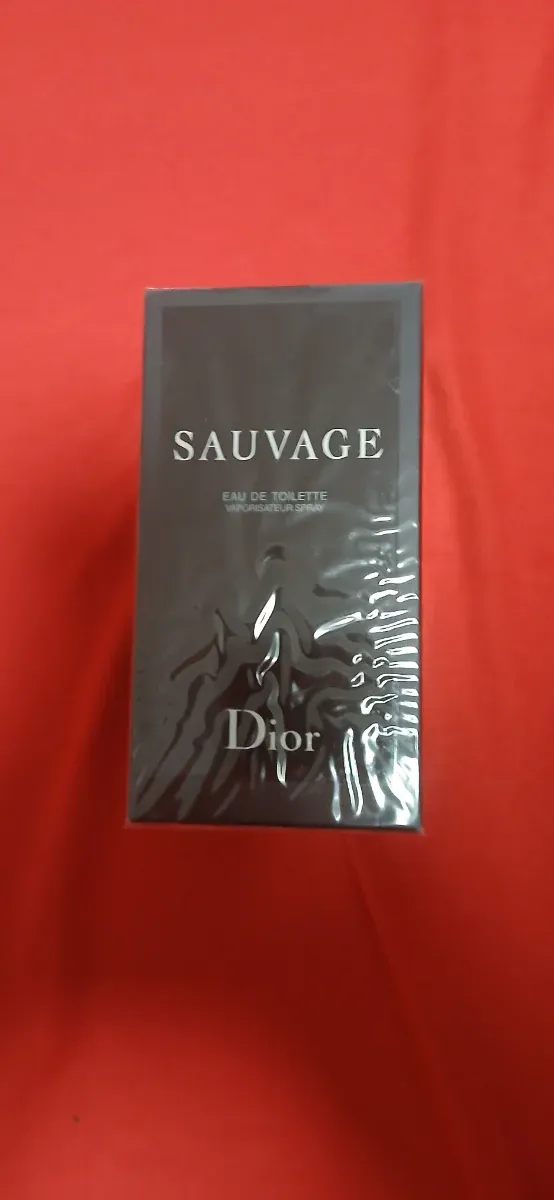 SAUVAGE
EAU DE TOILETTE
VAPORISATEUR SPRAY
Dior